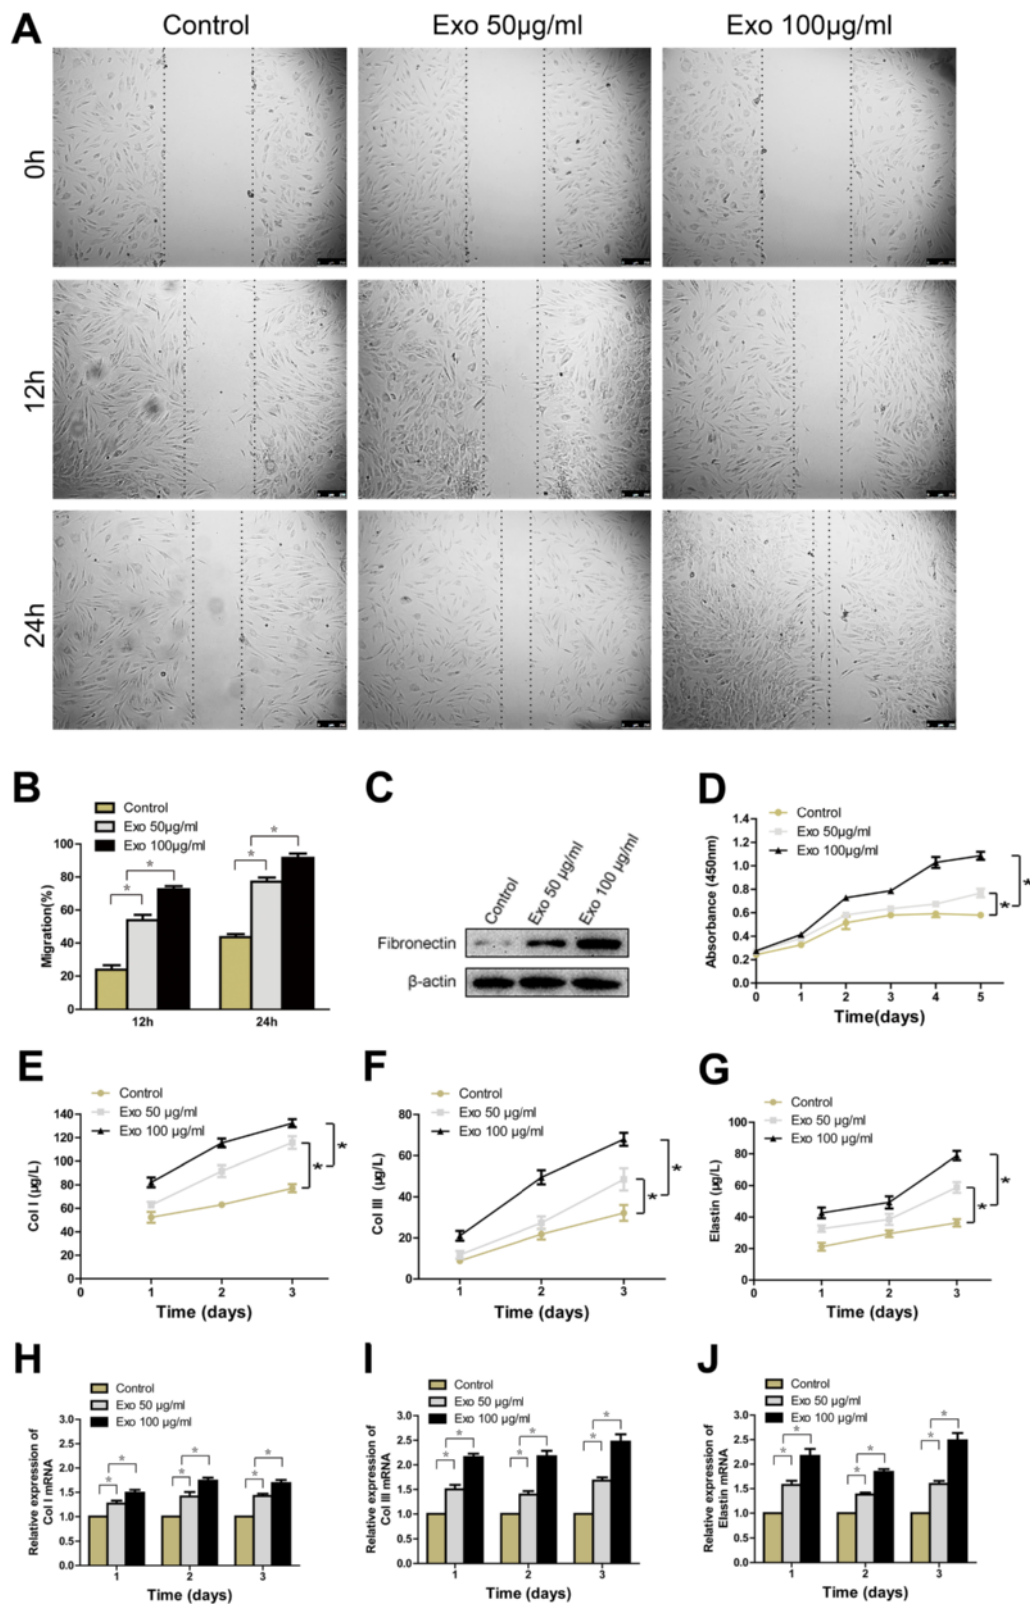 A
Control Exo 50μg/ml Exo 100μg/ml
0h
12h
24h
B
Control
Exo 50μg/ml
Exo 100μg/ml
Migration(%)
100
80
60
40
20
0
* * * *
12h 24h
C
Control Exo 50 μg/ml Exo 100 μg/ml
Fibronectin
β-actin
D
Control
Exo 50μg/ml
Exo 100μg/ml
Absorbance (450nm)
1.4
1.2
1.0
0.8
0.6
0.4
0.2
0.0
* *
0 1 2 3 4 5
Time(days)
E
Control
Exo 50 μg/ml
Exo 100 μg/ml
Col I (μg/L)
140
120
100
80
60
40
20
0
* *
0 1 2 3
Time (days)
F
Control
Exo 50 μg/ml
Exo 100 μg/ml
Col III (μg/L)
80
60
40
20
0
* *
1 2 3
Time (days)
G
Control
Exo 50 μg/ml
Exo 100 μg/ml
Elastin (μg/L)
100
80
60
40
20
0
* *
0 1 2 3
Time (days)
H
Control
Exo 50 μg/ml
Exo 100 μg/ml
Relative expression of
Col I mRNA
3.0
2.5
2.0
1.5
1.0
0.5
0.0
* * * * * *
1 2 3
Time (days)
I
Control
Exo 50 μg/ml
Exo 100 μg/ml
Relative expression of
Col III mRNA
3.0
2.5
2.0
1.5
1.0
0.5
0.0
* * * * * *
1 2 3
Time (days)
J
Control
Exo 50 μg/ml
Exo 100 μg/ml
Relative expression of
Elastin mRNA
3.0
2.5
2.0
1.5
1.0
0.5
0.0
* * * * * *
1 2 3
Time (days)